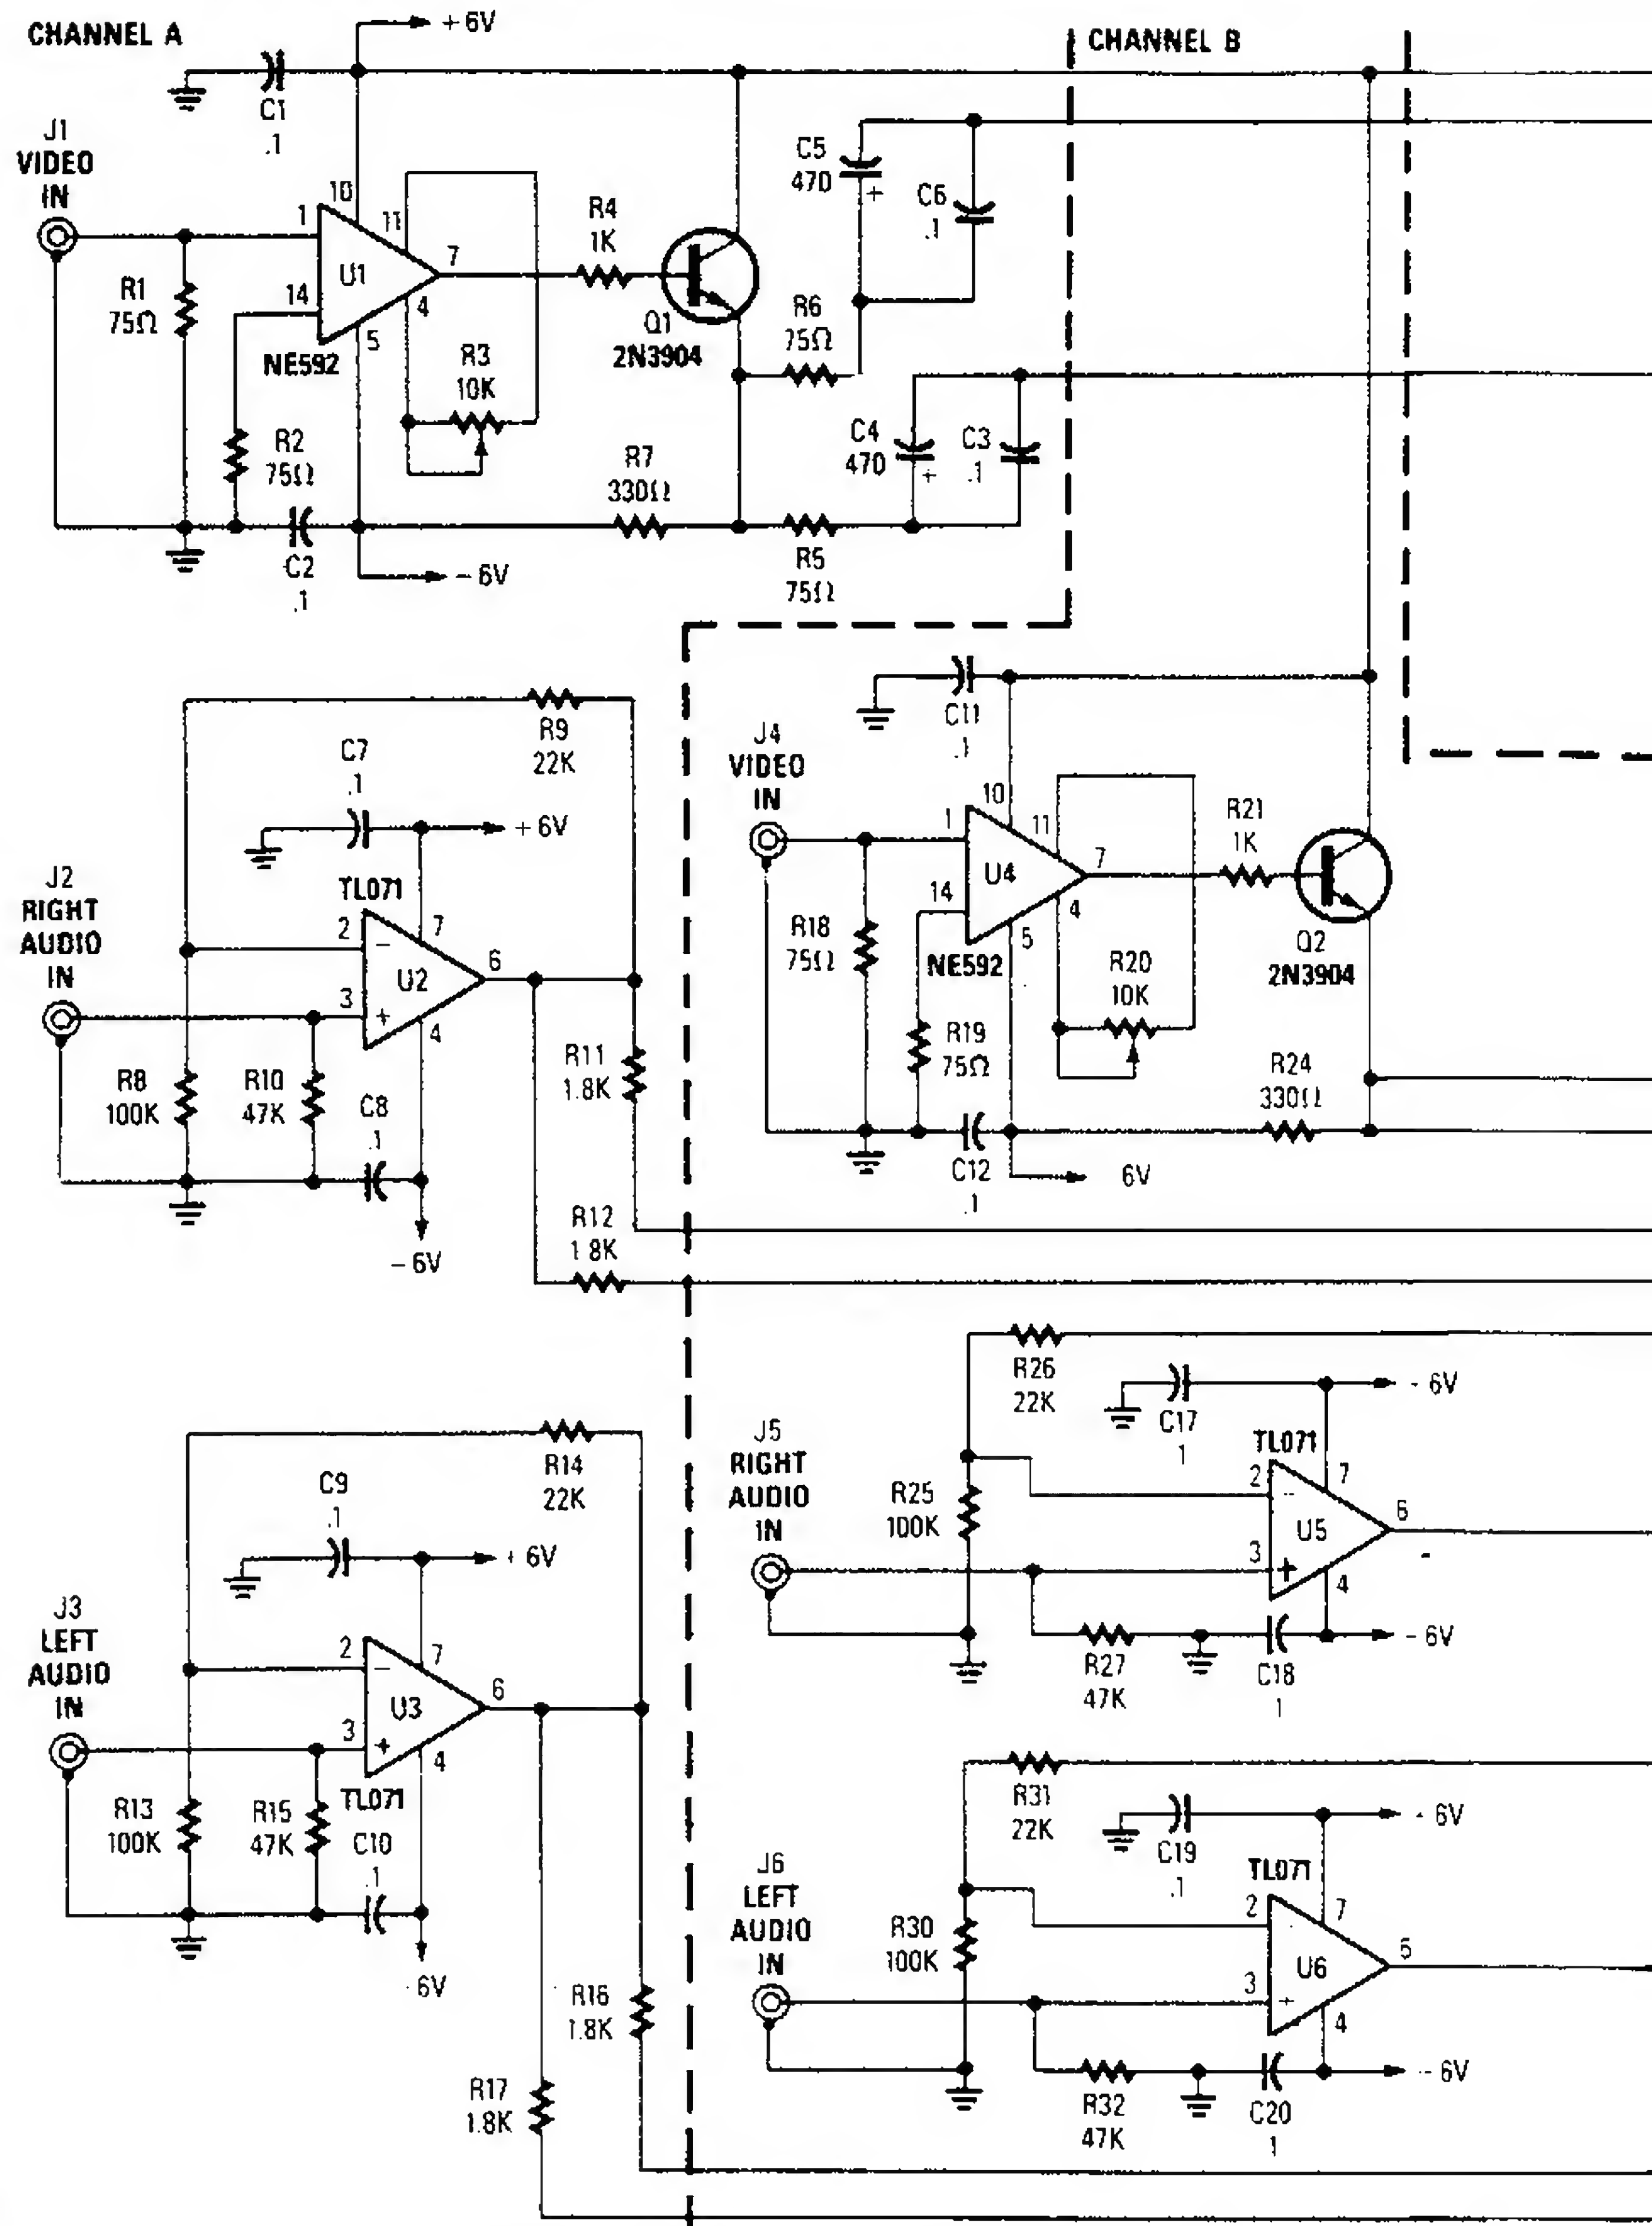 CHANNEL A
+6V
CHANNEL B
C1
.1
J1
VIDEO
IN
10
11
1
U1
7
14
4
5
NE592
R1
75Ω
R2
75Ω
R3
10K
R4
1K
Q1
2N3904
C5
470
+
C6
.1
R6
75Ω
C4
470
+
C3
.1
R7
330Ω
R5
75Ω
C2
.1
-6V
R9
22K
C7
.1
+6V
TL071
J2
RIGHT
AUDIO
IN
2
-
7
U2
6
3
+
4
R8
100K
R10
47K
C8
.1
-6V
R11
1.8K
R12
1.8K
C11
.1
J4
VIDEO
IN
10
11
1
U4
7
14
4
5
NE592
R18
75Ω
R19
75Ω
R20
10K
R21
1K
Q2
2N3904
R24
330Ω
C12
.1
6V
R14
22K
C9
.1
+6V
J3
LEFT
AUDIO
IN
2
-
7
U3
6
3
+
4
TL071
R13
100K
R15
47K
C10
.1
6V
R16
1.8K
R17
1.8K
R26
22K
C17
1
- 6V
TL071
J5
RIGHT
AUDIO
IN
R25
100K
2
-
7
U5
6
3
+
4
R27
47K
C18
1
-6V
R31
22K
C19
.1
6V
TL071
J6
LEFT
AUDIO
IN
R30
100K
2
7
U6
6
3
+
4
R32
47K
C20
1
-6V